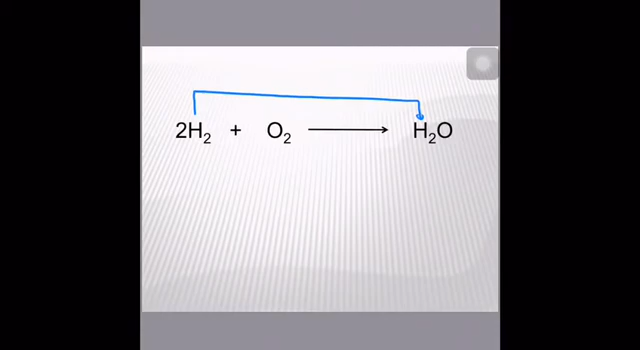 2H₂ + O₂ ⟶ H₂O